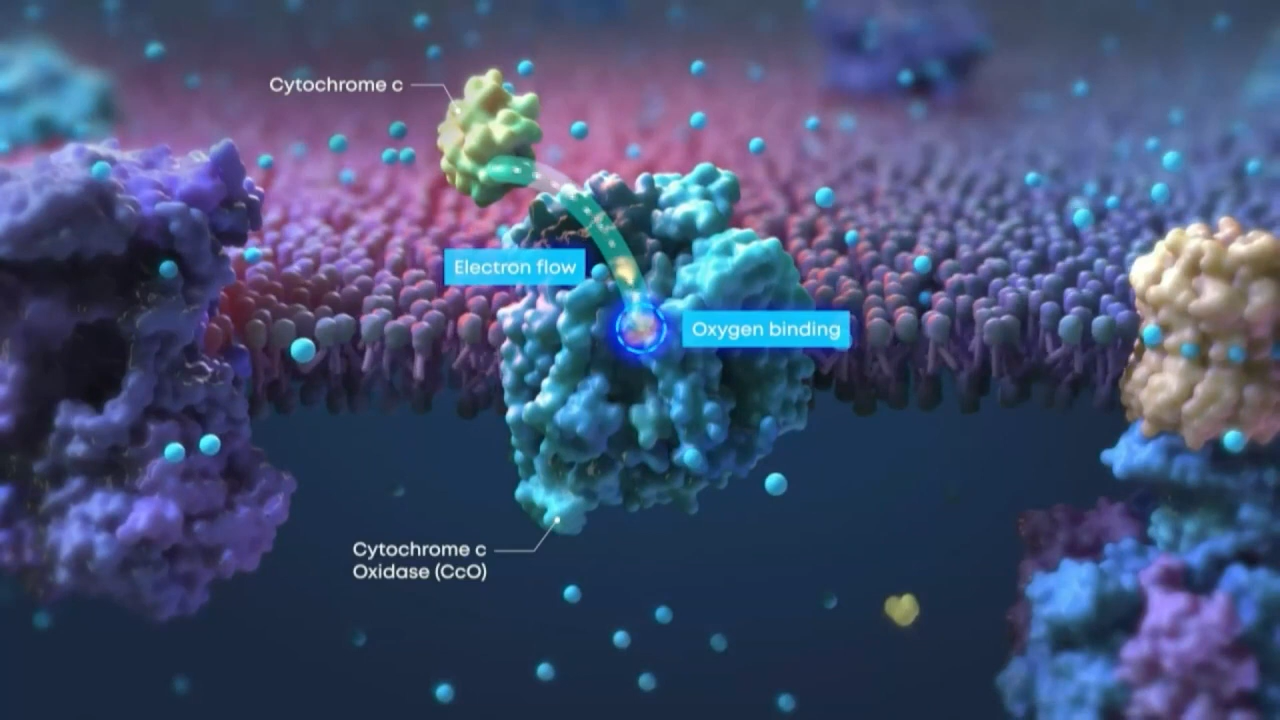 Cytochrome c
Electron flow
Oxygen binding
Cytochrome c
Oxidase (CcO)